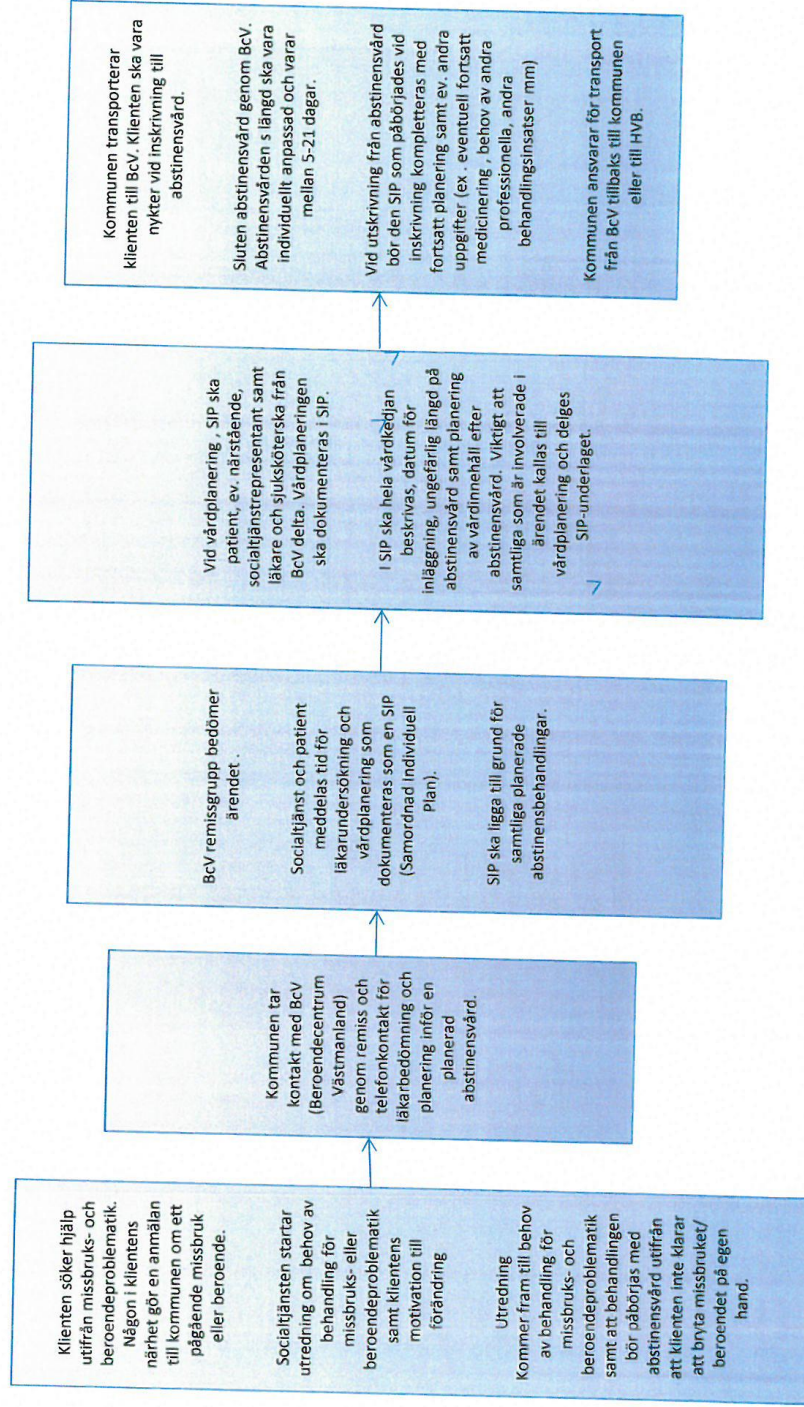 Klienten söker hjälp
utifrån missbruks- och
beroendeproblematik.
Någon i klientens
närhet gör en anmälan
till kommunen om ett
pågående missbruk
eller beroende.
Socialtjänsten startar
utredning om behov av
behandling för
missbruks- eller
beroendeproblematik
samt klientens
motivation till
förändring
Utredning
Kommer fram till behov
av behandling för
missbruks- och
beroendeproblematik
samt att behandlingen
bör påbörjas med
abstinensvård utifrån
att klienten inte klarar
att bryta missbruket/
beroendet på egen
hand.
Kommunen tar
kontakt med BcV
(Beroendecentrum
Västmanland)
genom remiss och
telefonkontakt för
läkarbedömning och
planering inför en
planerad
abstinensvård.
BcV remissgrupp bedömer
ärendet .
Socialtjänst och patient
meddelas tid för
läkarundersökning och
vårdplanering som
dokumenteras som en SIP
(Samordnad Individuell
Plan).
SIP ska ligga till grund för
samtliga planerade
abstinensbehandlingar.
Vid vårdplanering , SIP ska
patient, ev. närstående,
socialtjänstrepresentant samt
läkare och sjuksköterska från
BcV delta. Vårdplaneringen
ska dokumenteras i SIP.
I SIP ska hela vårdkedjan
beskrivas, datum för
inläggning, ungefärlig längd på
abstinensvård samt planering
av vårdinnehåll efter
abstinensvård. Viktigt att
samtliga som är involverade i
ärendet kallas till
vårdplanering och delges
SIP-underlaget.
Kommunen transporterar
klienten till BcV. Klienten ska vara
nykter vid inskrivning till
abstinensvård.
Sluten abstinensvård genom BcV.
Abstinensvården s längd ska vara
individuellt anpassad och varar
mellan 5-21 dagar.
Vid utskrivning från abstinensvård
bör den SIP som påbörjades vid
inskrivning kompletteras med
fortsatt planering samt ev. andra
uppgifter (ex . eventuell fortsatt
medicinering , behov av andra
professionella, andra
behandlingsinsatser mm)
Kommunen ansvarar för transport
från BcV tillbaks till kommunen
eller till HVB.